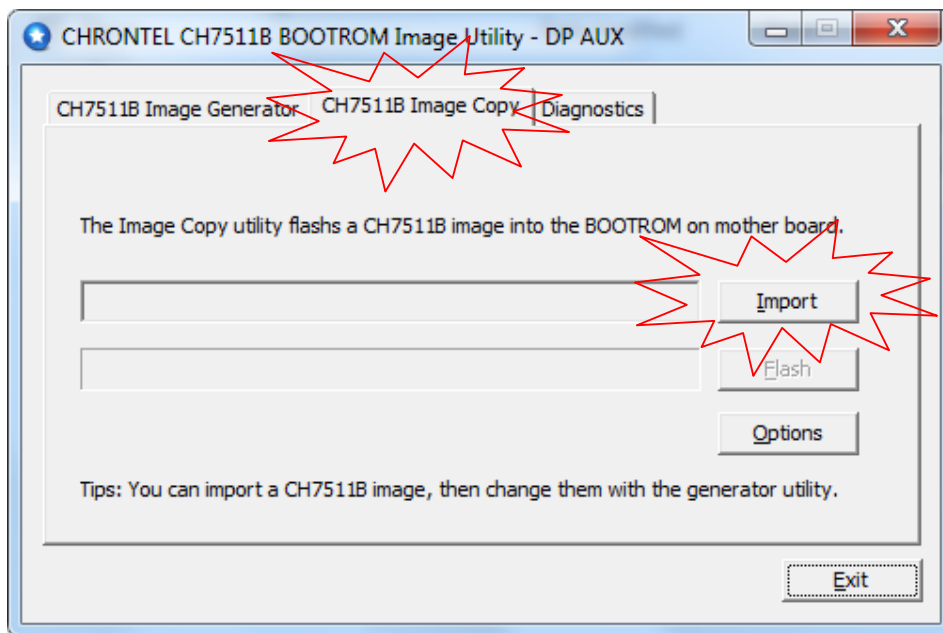 CHRONTEL CH7511B BOOTROM Image Utility - DP AUX
CH7511B Image Generator
CH7511B Image Copy
Diagnostics
The Image Copy utility flashs a CH7511B image into the BOOTROM on mother board.
Import
Flash
Options
Tips: You can import a CH7511B image, then change them with the generator utility.
Exit